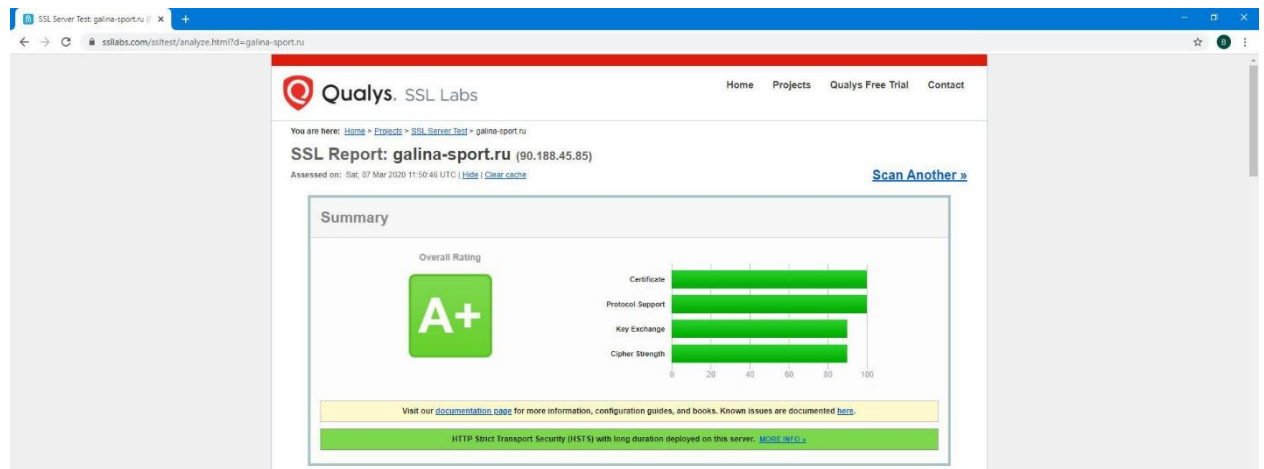 SSL Server Test: galina-sport.ru (
ssllabs.com/ssltest/analyze.html?d=galina-sport.ru
B
Qualys. SSL Labs
Home Projects Qualys Free Trial Contact
You are here: Home > Projects > SSL Server Test > galina-sport.ru
SSL Report: galina-sport.ru (90.188.45.85)
Assessed on: Sat, 07 Mar 2020 11:50:46 UTC | Hide | Clear cache
Scan Another »
Summary
Overall Rating
A+
Certificate
Protocol Support
Key Exchange
Cipher Strength
0 20 40 60 80 100
Visit our documentation page for more information, configuration guides, and books. Known issues are documented here.
HTTP Strict Transport Security (HSTS) with long duration deployed on this server. MORE INFO »